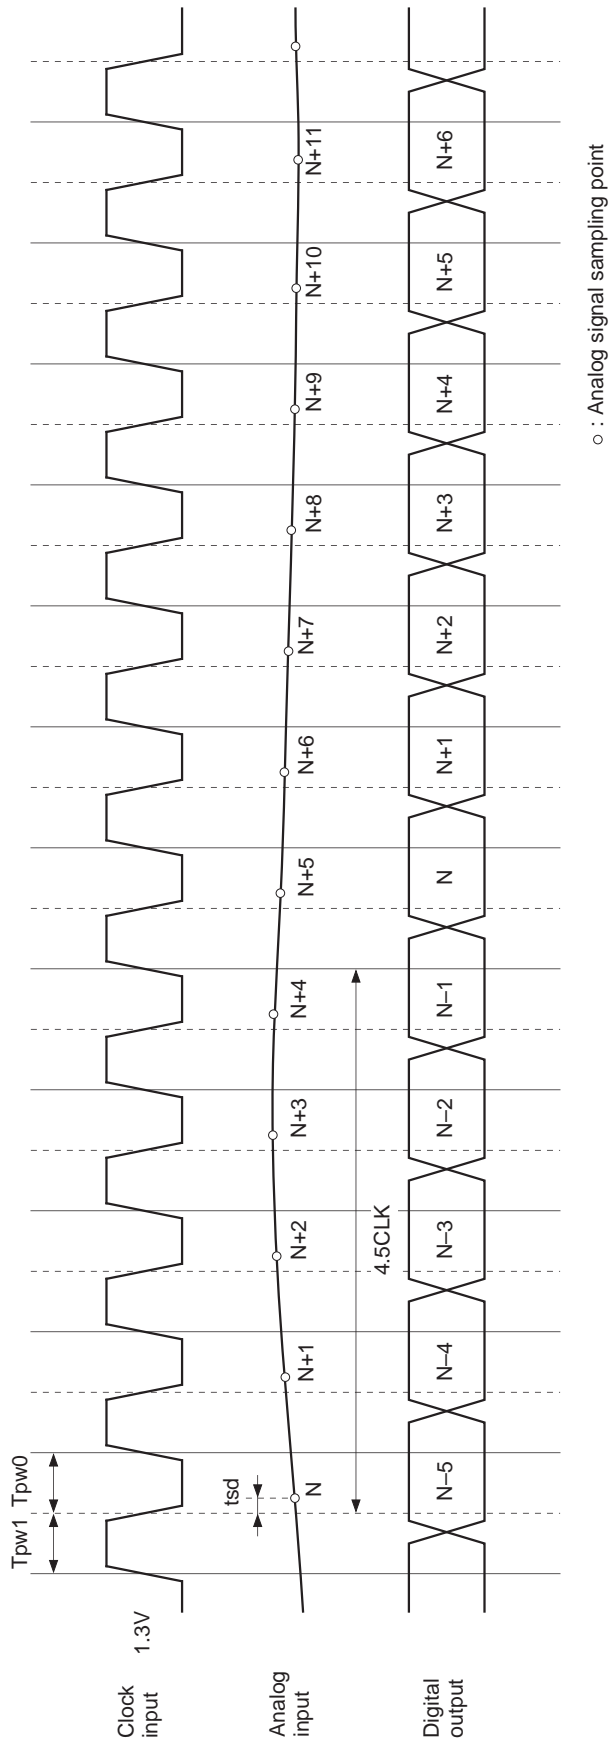 Tpw1 Tpw0
Clock
input
1.3V
Analog
input
tsd
N
N+1
N+2
N+3
N+4
N+5
N+6
N+7
N+8
N+9
N+10
N+11
4.5CLK
Digital
output
N–5
N–4
N–3
N–2
N–1
N
N+1
N+2
N+3
N+4
N+5
N+6
: Analog signal sampling point